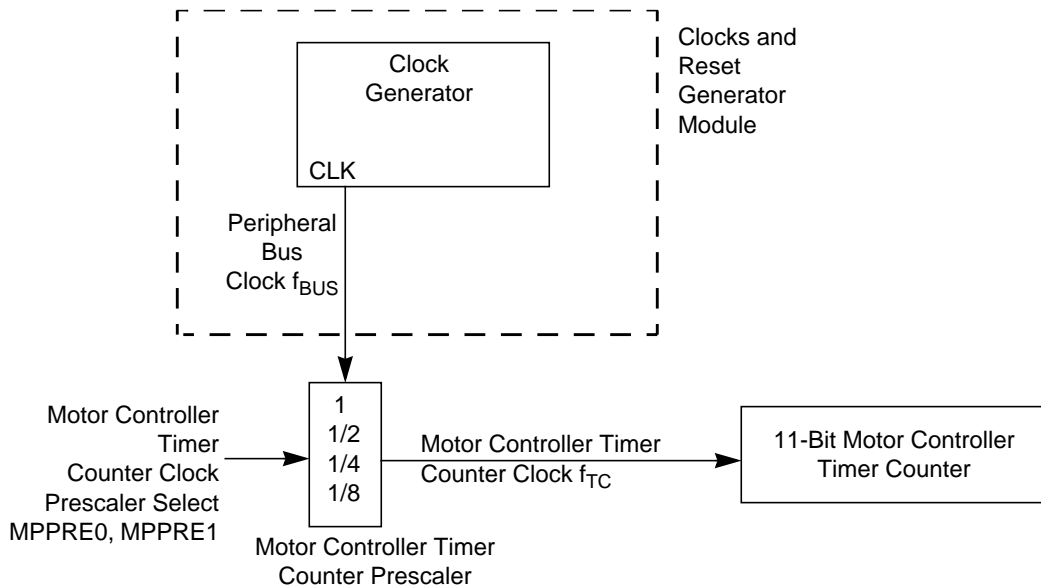 Clock
Generator
CLK
Clocks and
Reset
Generator
Module
Peripheral
Bus
Clock fBUS
Motor Controller
Timer
Counter Clock
Prescaler Select
MPPRE0, MPPRE1
1
1/2
1/4
1/8
Motor Controller Timer
Counter Prescaler
Motor Controller Timer
Counter Clock fTC
11-Bit Motor Controller
Timer Counter